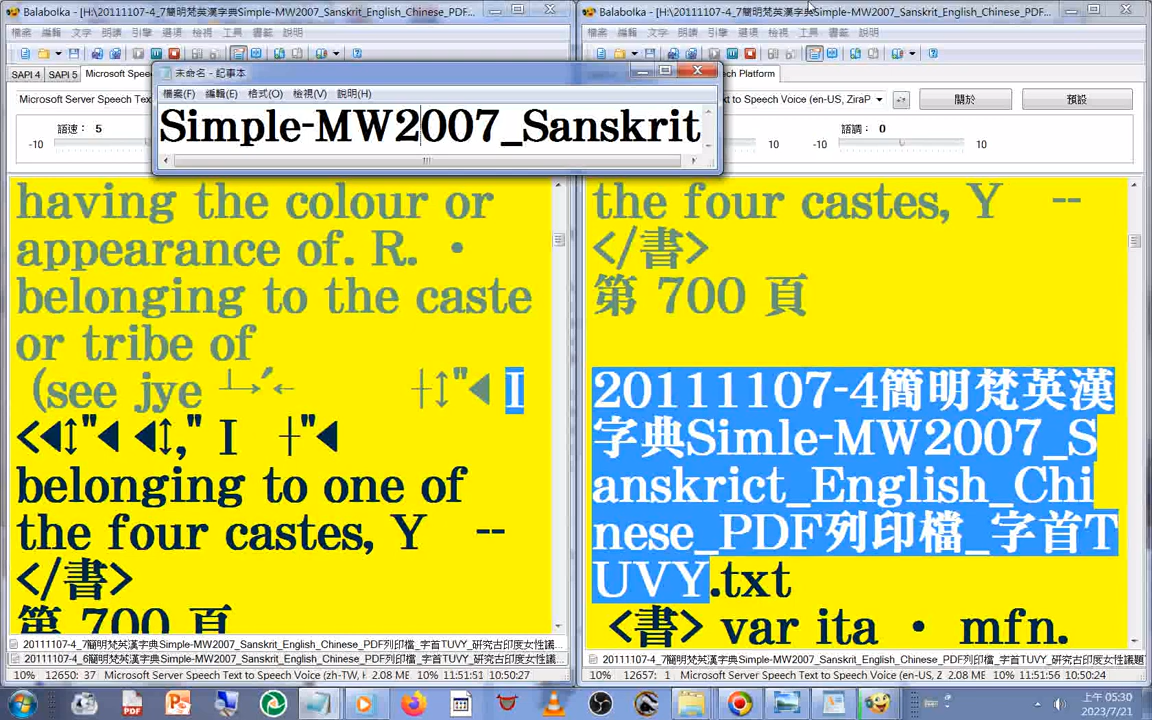 Balabolka - [H:\20111107-4_7簡明梵英漢字典Simple-MW2007_Sanskrit_English_Chinese_PDF...
檔案 編輯 文字 朗讀 引擎 選項 檢視 工具 書籤 說明
SAPI 4 SAPI 5 Microsoft Spee
Microsoft Server Speech Text
語速： 5
-10
having the colour or
appearance of. R. •
belonging to the caste
or tribe of
(see jye ┴→′← ┼↕"◄ I
<◄↕"◄ ◄↕," I ┼"◄
belonging to one of
the four castes, Y --
</書>
第 700 頁
20111107-4_7簡明梵英漢字典Simple-MW2007_Sanskrit_English_Chinese_PDF列印檔_字首TUVY_研究古印度女性議...
20111107-4_6簡明梵英漢字典Simple-MW2007_Sanskrit_English_Chinese_PDF列印檔_字首TUVY_研究古印度女性議...
10% 12650: 37 Microsoft Server Speech Text to Speech Voice (zh-TW, 2.08 MB 10% 11:51:51 10:50:27
未命名 - 記事本
檔案(F) 編輯(E) 格式(O) 檢視(V) 說明(H)
Simple-MW2007_Sanskrit
Balabolka - [H:\20111107-4_7簡明梵英漢字典Simple-MW2007_Sanskrit_English_Chinese_PDF...
檔案 編輯 文字 朗讀 引擎 選項 檢視 工具 書籤 說明
ch Platform
t to Speech Voice (en-US, ZiraP 關於 預設
語調： 0
10 -10 10
the four castes, Y --
</書>
第 700 頁
20111107-4簡明梵英漢
字典Simle-MW2007_S
anskrict_English_Chi
nese_PDF列印檔_字首T
UVY.txt
<書> var ita • mfn.
20111107-4_7簡明梵英漢字典Simple-MW2007_Sanskrit_English_Chinese_PDF列印檔_字首TUVY_研究古印度女性議題
10% 12657: 1 Microsoft Server Speech Text to Speech Voice (en-US, 2.08 MB 10% 11:51:56 10:50:24
上午 05:30
2023/7/21